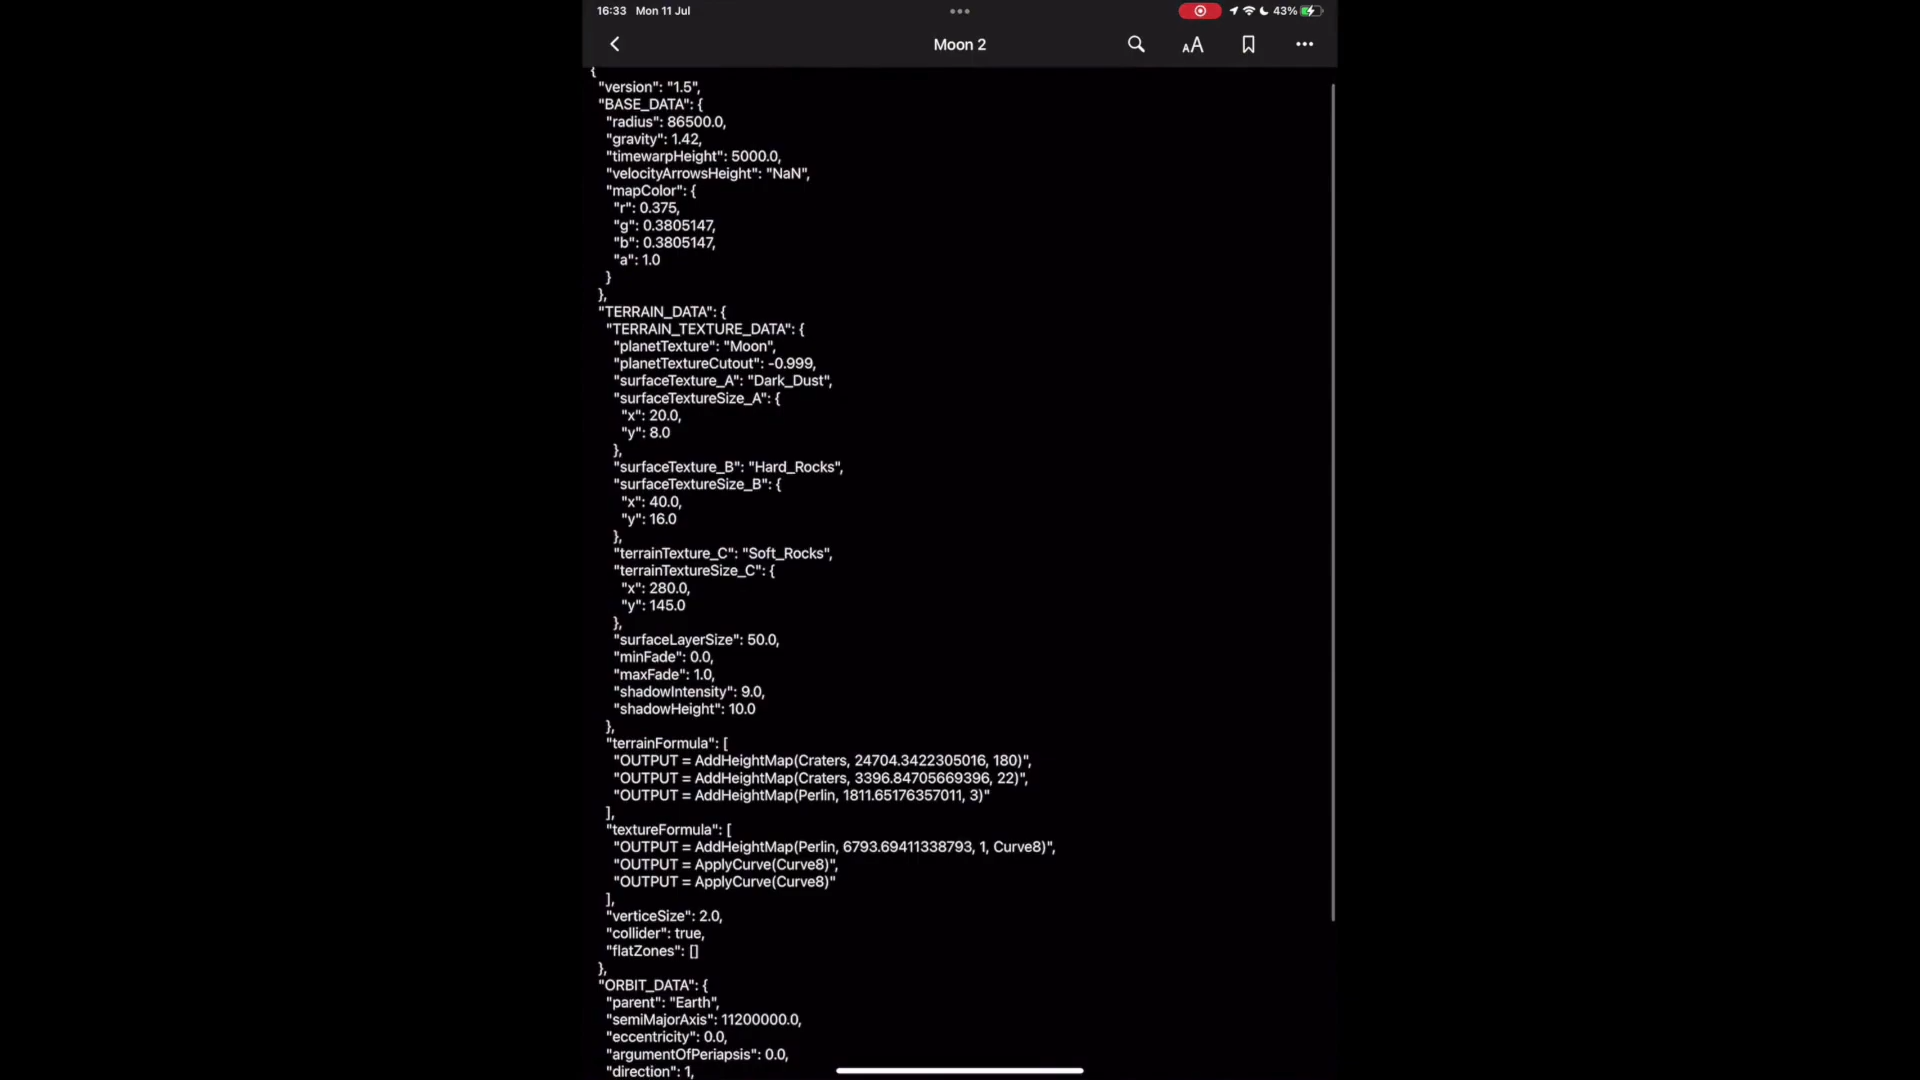 16:33 Mon 11 Jul
43%
Moon 2
AA
{
"version": "1.5",
"BASE_DATA": {
"radius": 86500.0,
"gravity": 1.42,
"timewarpHeight": 5000.0,
"velocityArrowsHeight": "NaN",
"mapColor": {
"r": 0.375,
"g": 0.3805147,
"b": 0.3805147,
"a": 1.0
}
},
"TERRAIN_DATA": {
"TERRAIN_TEXTURE_DATA": {
"planetTexture": "Moon",
"planetTextureCutout": -0.999,
"surfaceTexture_A": "Dark_Dust",
"surfaceTextureSize_A": {
"x": 20.0,
"y": 8.0
},
"surfaceTexture_B": "Hard_Rocks",
"surfaceTextureSize_B": {
"x": 40.0,
"y": 16.0
},
"terrainTexture_C": "Soft_Rocks",
"terrainTextureSize_C": {
"x": 280.0,
"y": 145.0
},
"surfaceLayerSize": 50.0,
"minFade": 0.0,
"maxFade": 1.0,
"shadowIntensity": 9.0,
"shadowHeight": 10.0
},
"terrainFormula": [
"OUTPUT = AddHeightMap(Craters, 24704.3422305016, 180)",
"OUTPUT = AddHeightMap(Craters, 3396.84705669396, 22)",
"OUTPUT = AddHeightMap(Perlin, 1811.65176357011, 3)"
],
"textureFormula": [
"OUTPUT = AddHeightMap(Perlin, 6793.69411338793, 1, Curve8)",
"OUTPUT = ApplyCurve(Curve8)",
"OUTPUT = ApplyCurve(Curve8)"
],
"verticeSize": 2.0,
"collider": true,
"flatZones": []
},
"ORBIT_DATA": {
"parent": "Earth",
"semiMajorAxis": 11200000.0,
"eccentricity": 0.0,
"argumentOfPeriapsis": 0.0,
"direction": 1,